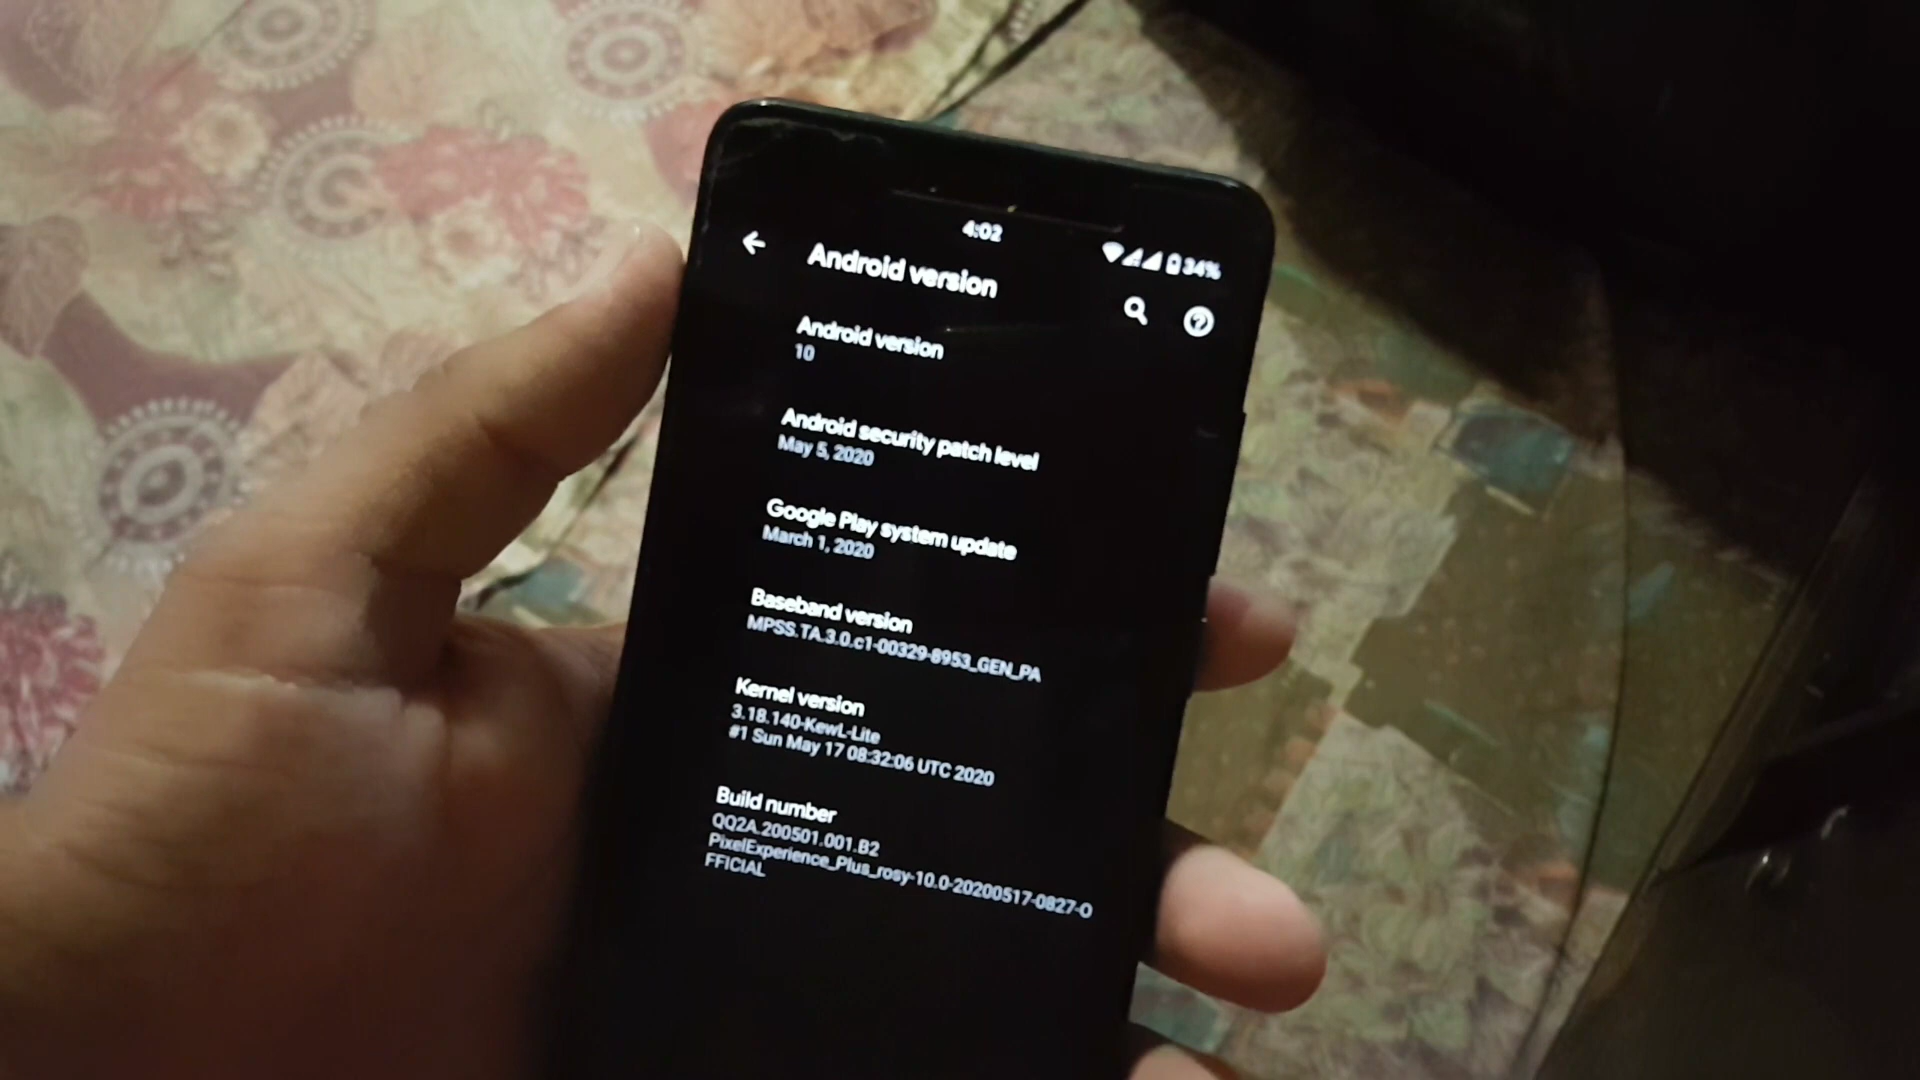 4:02
34%
Android version
Android version
10
Android security patch level
May 5, 2020
Google Play system update
March 1, 2020
Baseband version
MPSS.TA.3.0.c1-00329-8953_GEN_PA
Kernel version
3.18.140-KewL-Lite
#1 Sun May 17 08:32:06 UTC 2020
Build number
QQ2A.200501.001.B2
PixelExperience_Plus_rosy-10.0-20200517-0827-O
FFICIAL